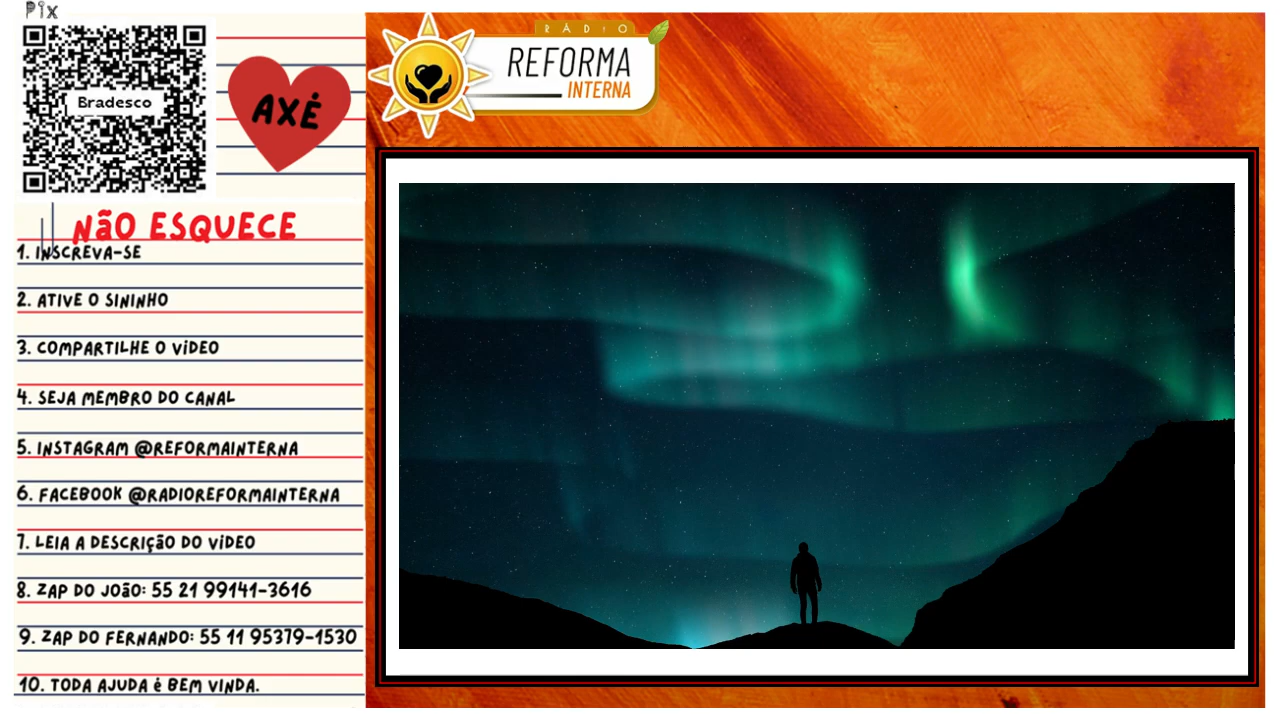 Pix
Bradesco
AXÉ
NãO ESQUECE
1. INSCREVA-SE
2. ATIVE O SININHO
3. COMPARTILHE O VíDEO
4. SEJA MEMBRO DO CANAL
5. INSTAGRAM @REFORMAINTERNA
6. FACEBOOK @RADIOREFORMAINTERNA
7. LEIA A DESCRIçãO DO VíDEO
8. ZAP DO JOãO: 55 21 99141-3616
9. ZAP DO FERNANDO: 55 11 95379-1530
10. TODA AJUDA é BEM VINDA.
RÁDIO
REFORMA
INTERNA